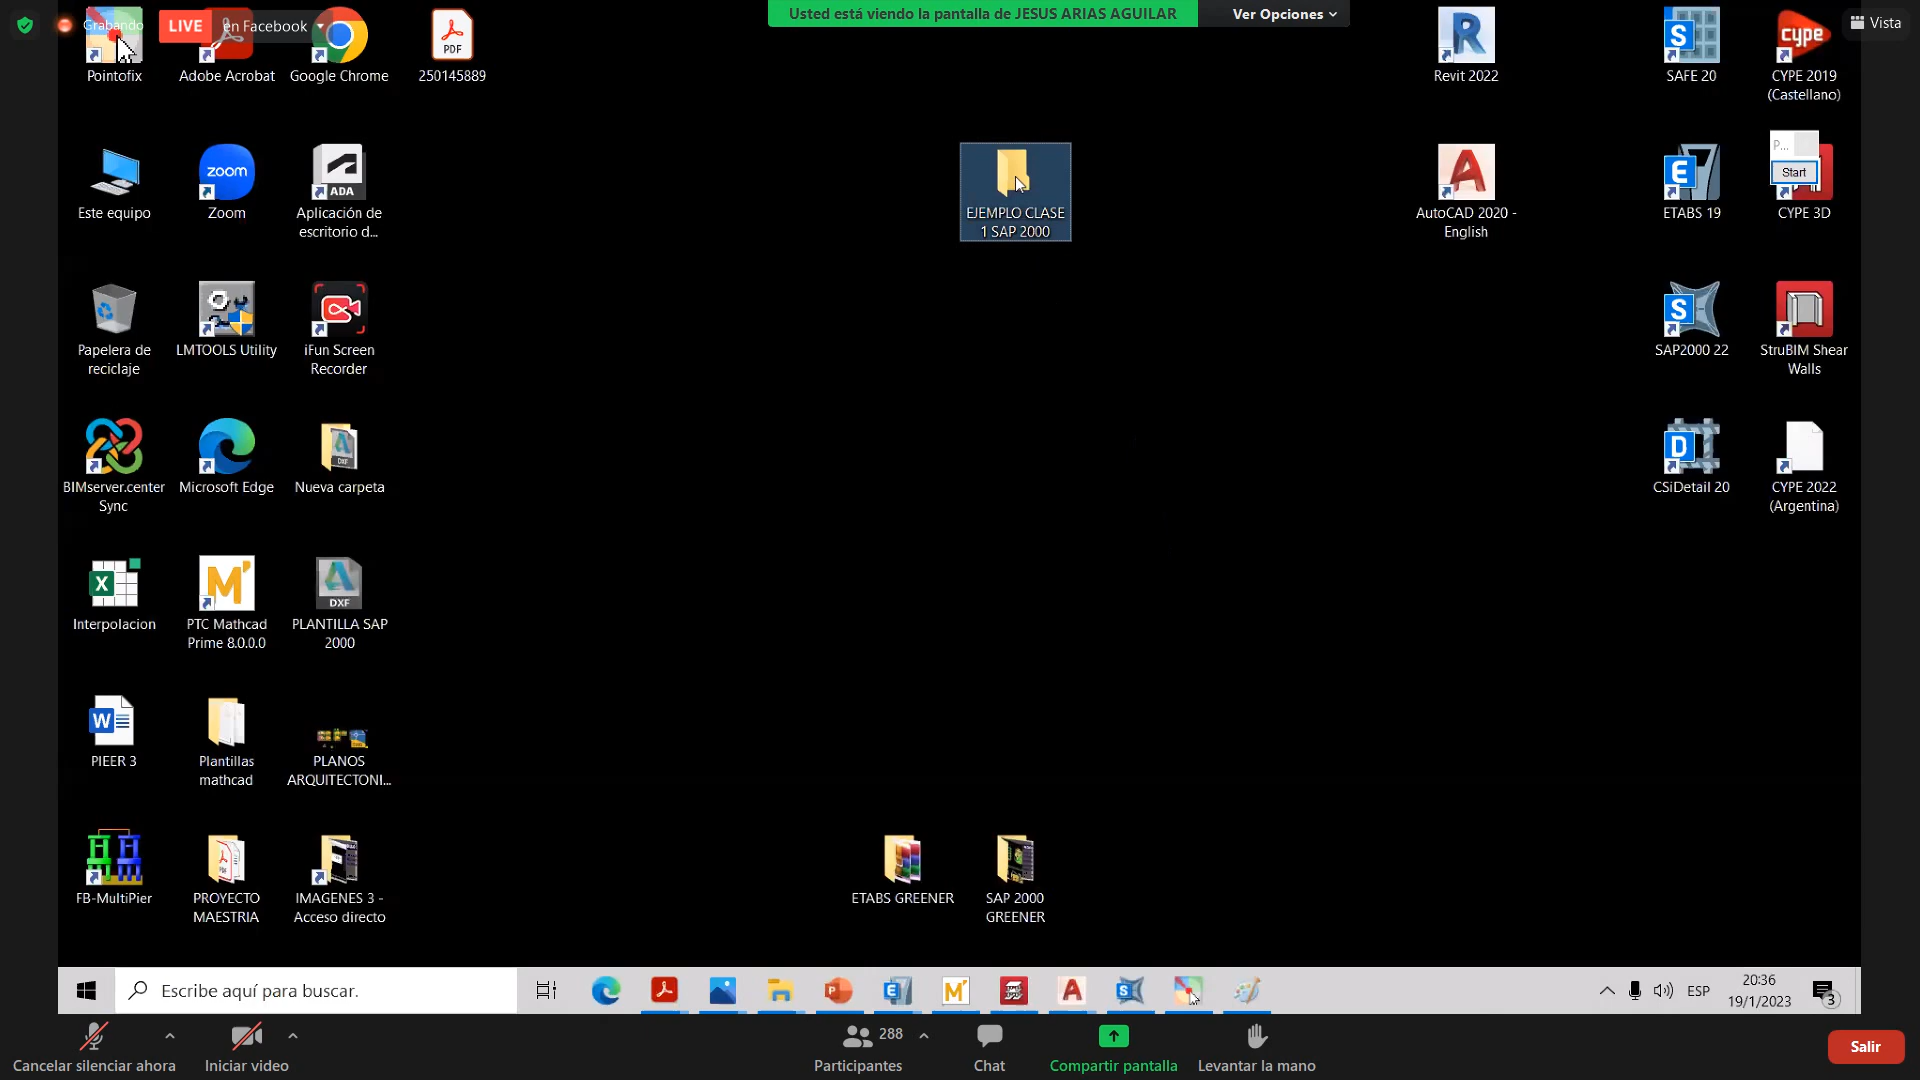 Grabando
LIVE
en Facebook
Usted está viendo la pantalla de JESUS ARIAS AGUILAR
Ver Opciones
Vista
Pointofix
Adobe Acrobat
Google Chrome
PDF
250145889
Revit 2022
SAFE 20
cype
CYPE 2019
(Castellano)
Este equipo
zoom
Zoom
ADA
Aplicación de
escritorio d...
EJEMPLO CLASE
1 SAP 2000
AutoCAD 2020 -
English
ETABS 19
P...
Start
CYPE 3D
Papelera de
reciclaje
LMTOOLS Utility
iFun Screen
Recorder
SAP2000 22
StruBIM Shear
Walls
BIMserver.center
Sync
Microsoft Edge
DXF
Nueva carpeta
CSiDetail 20
CYPE 2022
(Argentina)
Interpolacion
PTC Mathcad
Prime 8.0.0.0
DXF
PLANTILLA SAP
2000
PIEER 3
Plantillas
mathcad
PLANOS
ARQUITECTONI...
FB-MultiPier
PROYECTO
MAESTRIA
IMAGENES 3 -
Acceso directo
ETABS GREENER
SAP 2000
GREENER
Escribe aquí para buscar.
ESP
20:36
19/1/2023
3
Cancelar silenciar ahora
Iniciar video
288
Participantes
Chat
Compartir pantalla
Levantar la mano
Salir